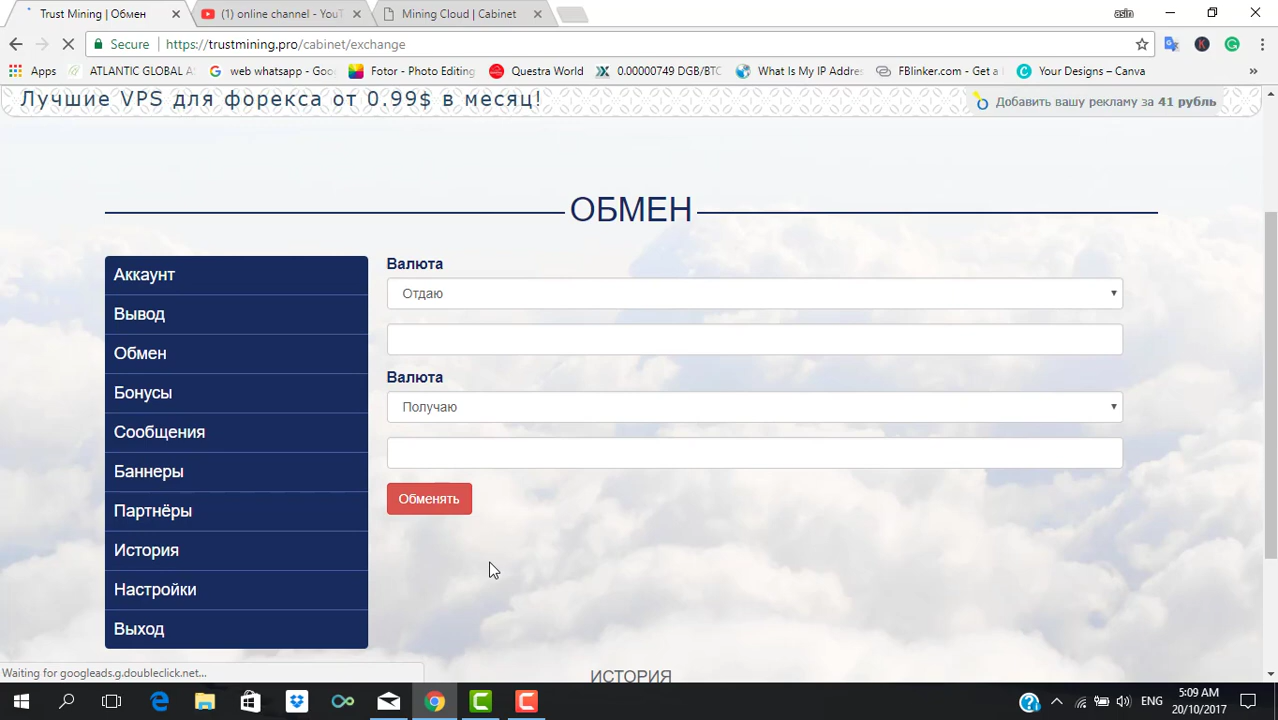 Trust Mining | Обмен
(1) online channel - YouT
Mining Cloud | Cabinet
asin
Secure
https://trustmining.pro/cabinet/exchange
Apps
ATLANTIC GLOBAL AS
web whatsapp - Goo
Fotor - Photo Editing
Questra World
0.00000749 DGB/BTC
What Is My IP Addre
FBlinker.com - Get a
Your Designs – Canva
Лучшие VPS для форекса от 0.99$ в месяц!
Добавить вашу рекламу за 41 рубль
ОБМЕН
Аккаунт
Вывод
Обмен
Бонусы
Сообщения
Баннеры
Партнёры
История
Настройки
Выход
Валюта
Отдаю
Валюта
Получаю
Обменять
ИСТОРИЯ
Waiting for googleads.g.doubleclick.net...
ENG
5:09 AM
20/10/2017